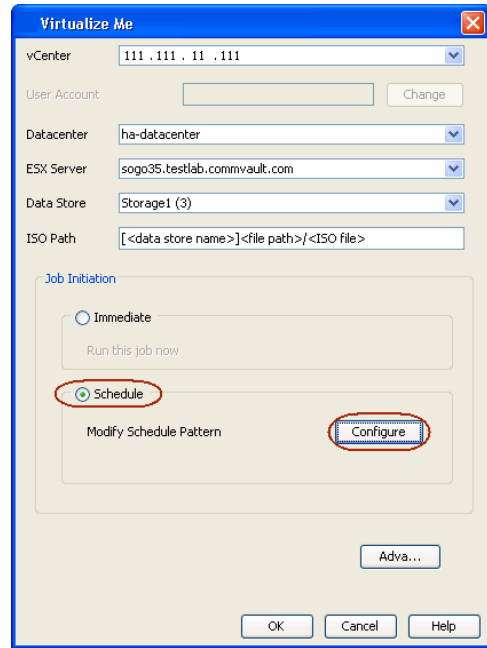 Virtualize Me
vCenter 111 . 111 . 11 . 111
User Account Change
Datacenter ha-datacenter
ESX Server sogo35.testlab.commvault.com
Data Store Storage1 (3)
ISO Path [<data store name>]<file path>/<ISO file>
Job Initiation
Immediate
Run this job now
Schedule
Modify Schedule Pattern Configure
Adva...
OK Cancel Help